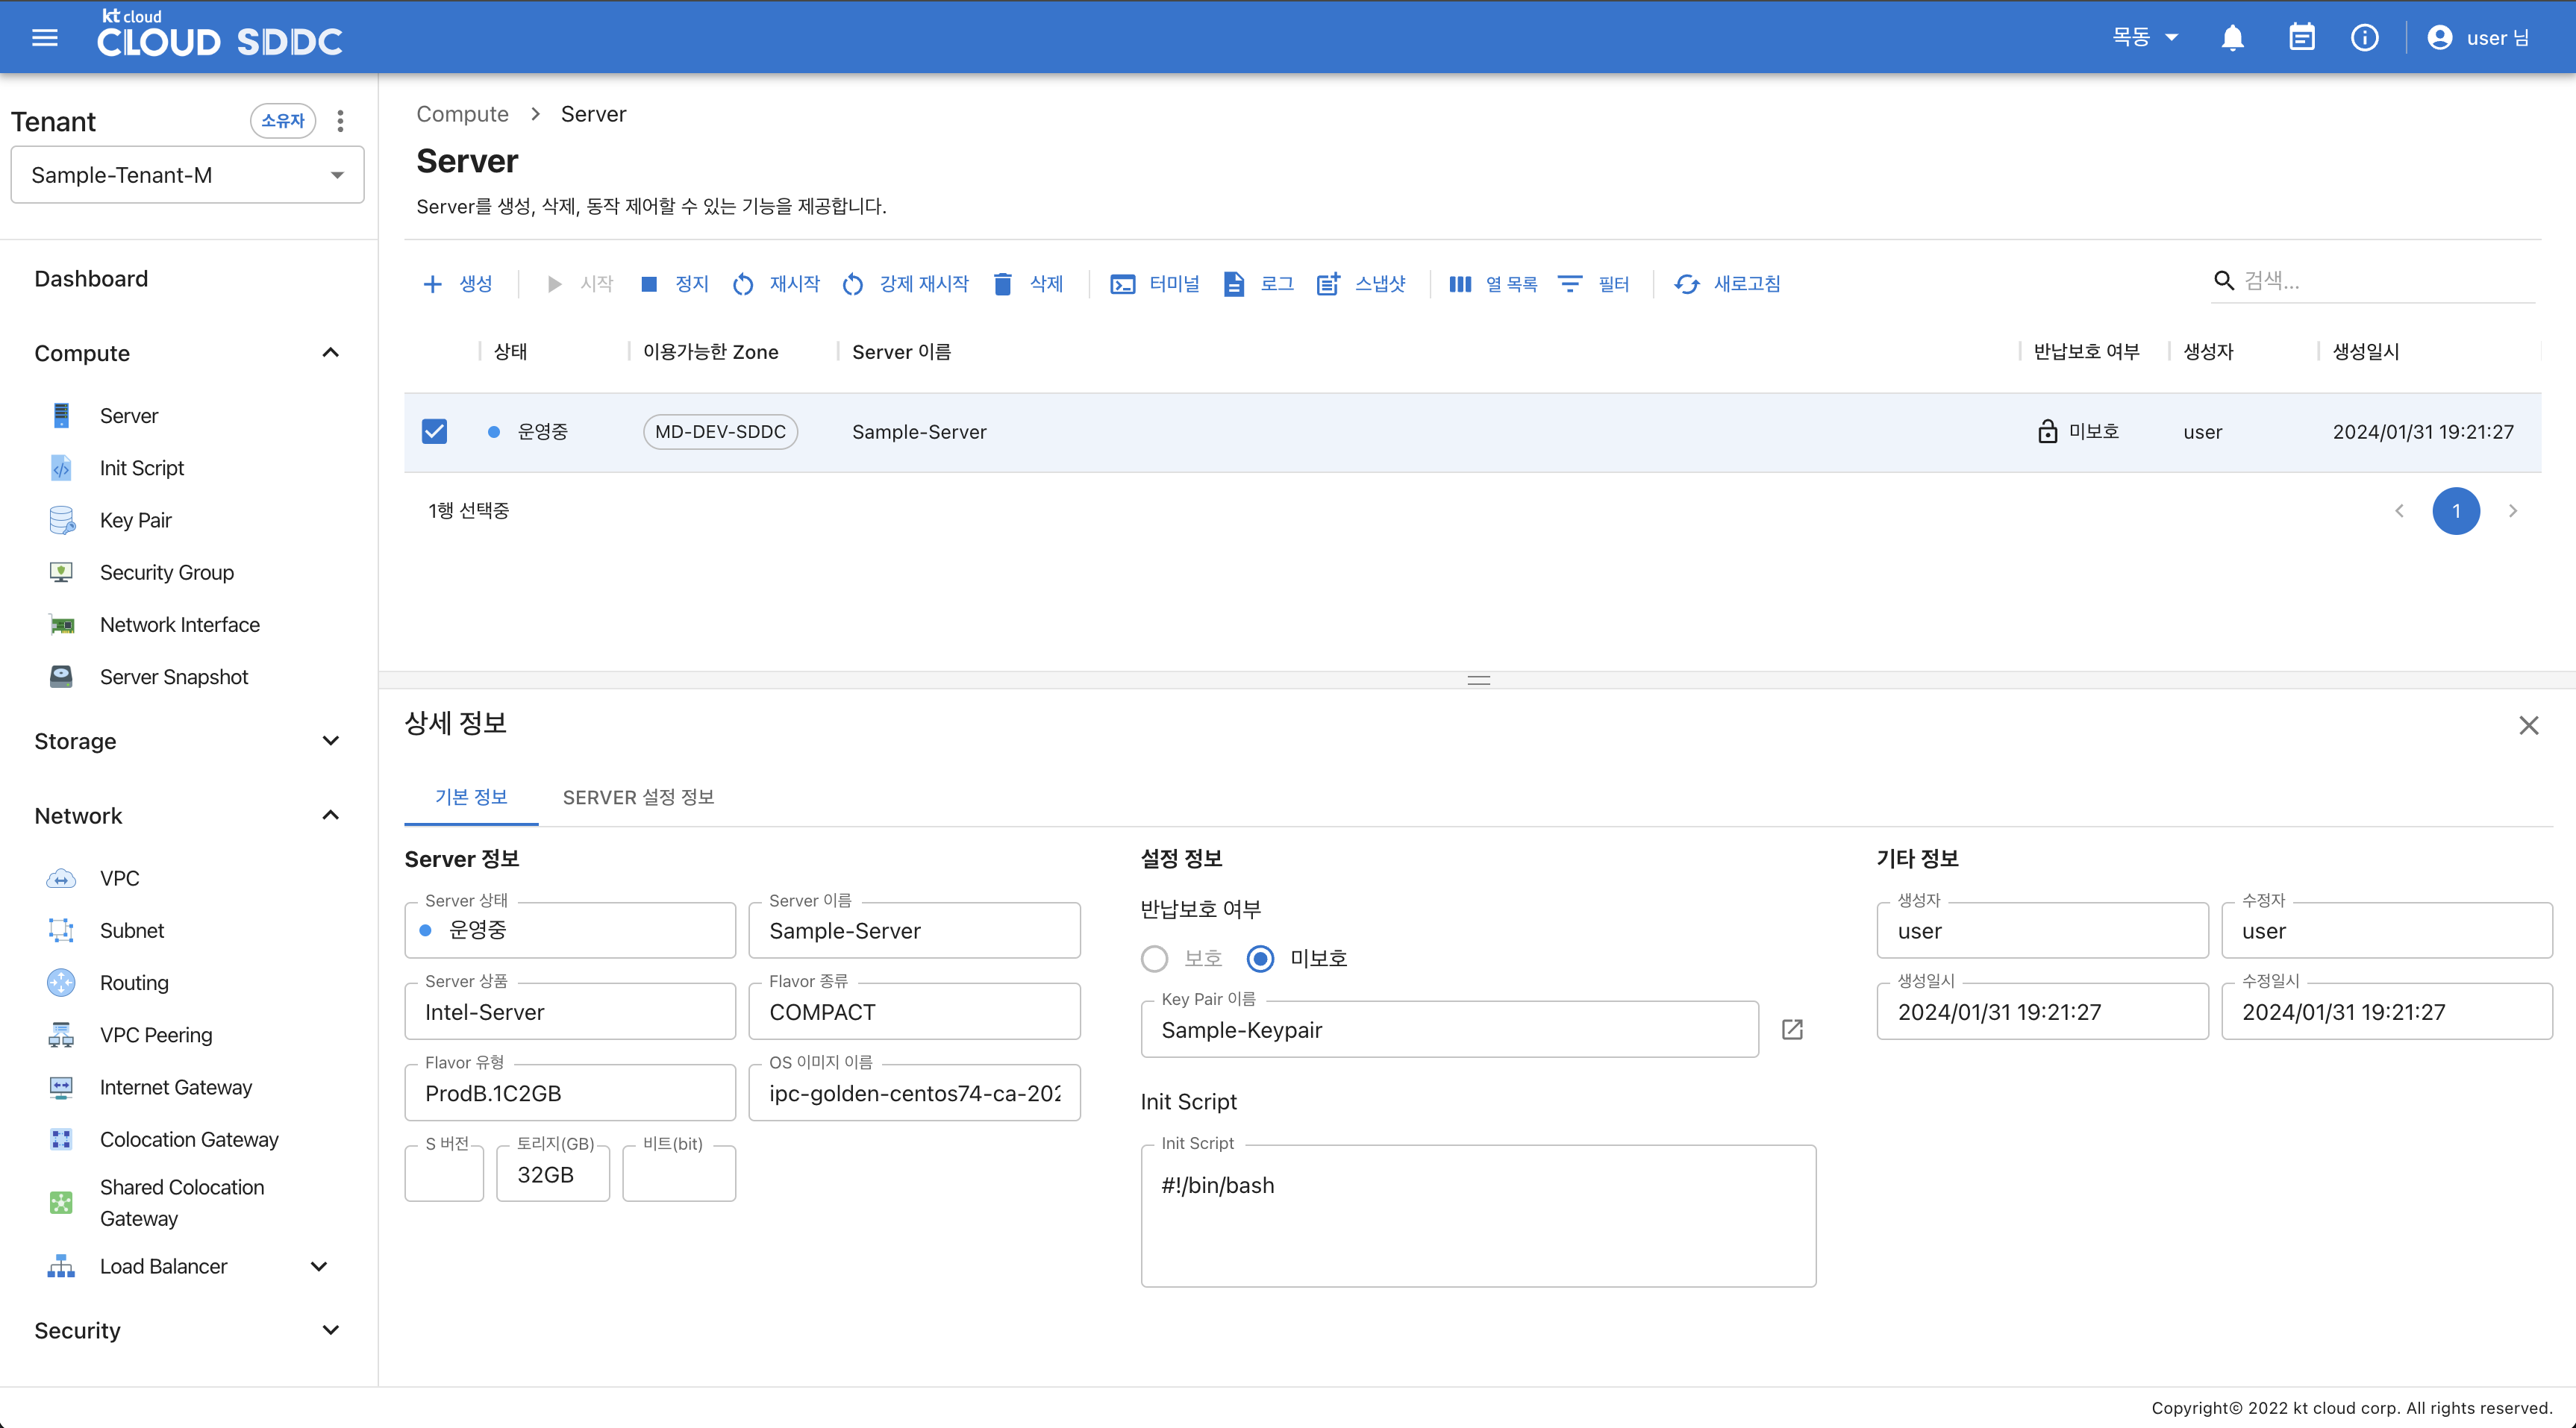 kt cloud
CLOUD SDDC
목동
user 님
Tenant
소유자
Sample-Tenant-M
Dashboard
Compute
Server
Init Script
Key Pair
Security Group
Network Interface
Server Snapshot
Storage
Network
VPC
Subnet
Routing
VPC Peering
Internet Gateway
Colocation Gateway
Shared Colocation
Gateway
Load Balancer
Security
Compute > Server
Server
Server를 생성, 삭제, 동작 제어할 수 있는 기능을 제공합니다.
생성 시작 정지 재시작 강제 재시작 삭제 터미널 로그 스냅샷 열 목록 필터 새로고침 검색...
상태 이용가능한 Zone Server 이름 반납보호 여부 생성자 생성일시
운영중 MD-DEV-SDDC Sample-Server 미보호 user 2024/01/31 19:21:27
1행 선택중
1
상세 정보
기본 정보 SERVER 설정 정보
Server 정보
Server 상태 Server 이름
운영중 Sample-Server
Server 상품 Flavor 종류
Intel-Server COMPACT
Flavor 유형 OS 이미지 이름
ProdB.1C2GB ipc-golden-centos74-ca-202
S 버전 토리지(GB) 비트(bit)
32GB
설정 정보
반납보호 여부
보호 미보호
Key Pair 이름
Sample-Keypair
Init Script
Init Script
#!/bin/bash
기타 정보
생성자 수정자
user user
생성일시 수정일시
2024/01/31 19:21:27 2024/01/31 19:21:27
Copyright© 2022 kt cloud corp. All rights reserved.